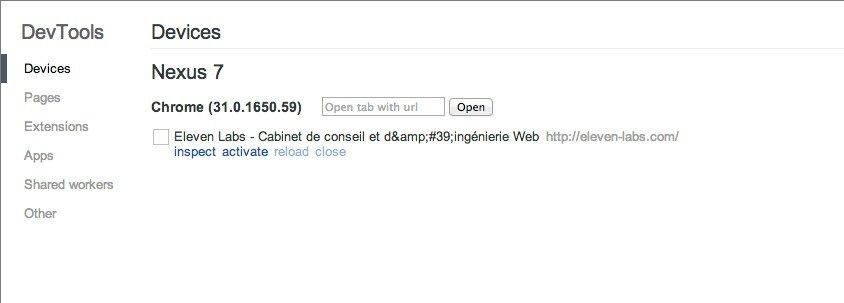 DevTools
Devices
Pages
Extensions
Apps
Shared workers
Other
Devices
Nexus 7
Chrome (31.0.1650.59) Open tab with url Open
Eleven Labs - Cabinet de conseil et d&amp;#39;ingénierie Web http://eleven-labs.com/
inspect activate reload close